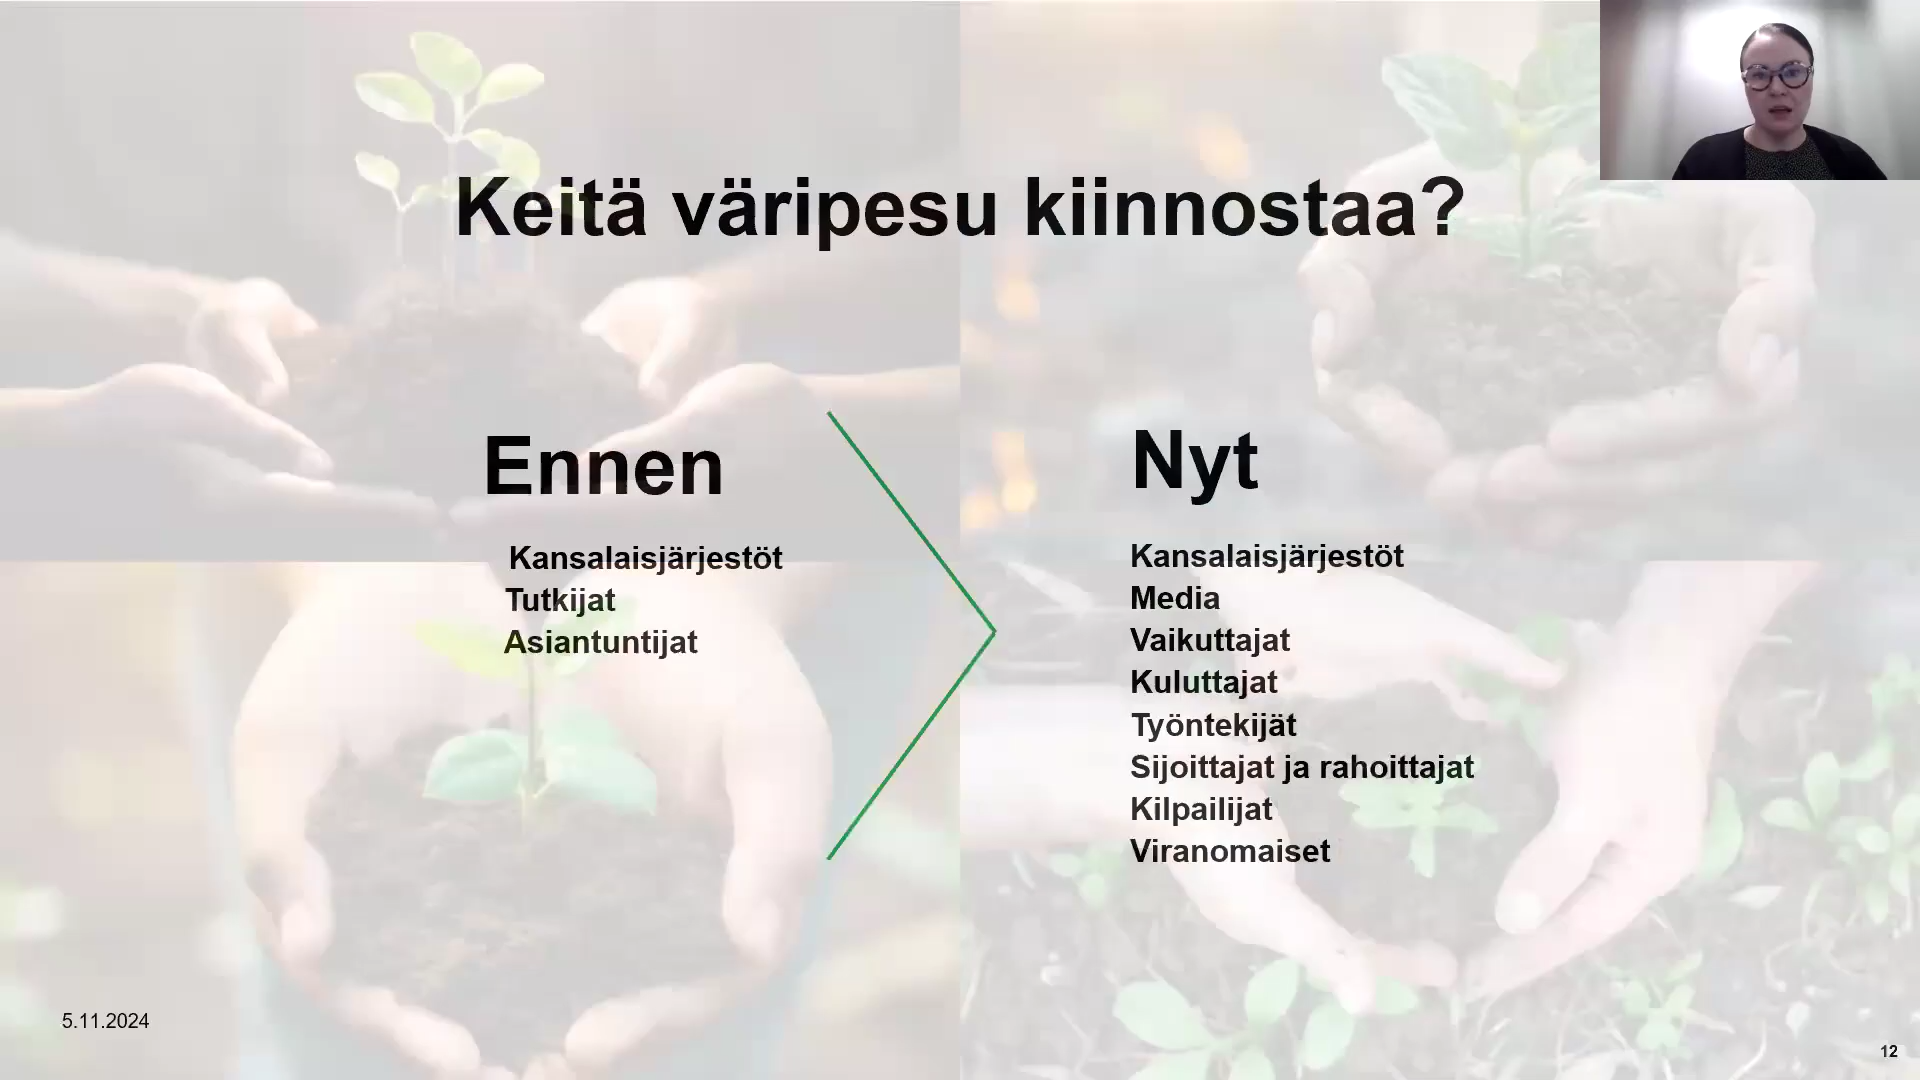 Keitä väripesu kiinnostaa?
Ennen
Kansalaisjärjestöt
Tutkijat
Asiantuntijat
Nyt
Kansalaisjärjestöt
Media
Vaikuttajat
Kuluttajat
Työntekijät
Sijoittajat ja rahoittajat
Kilpailijat
Viranomaiset
5.11.2024
12